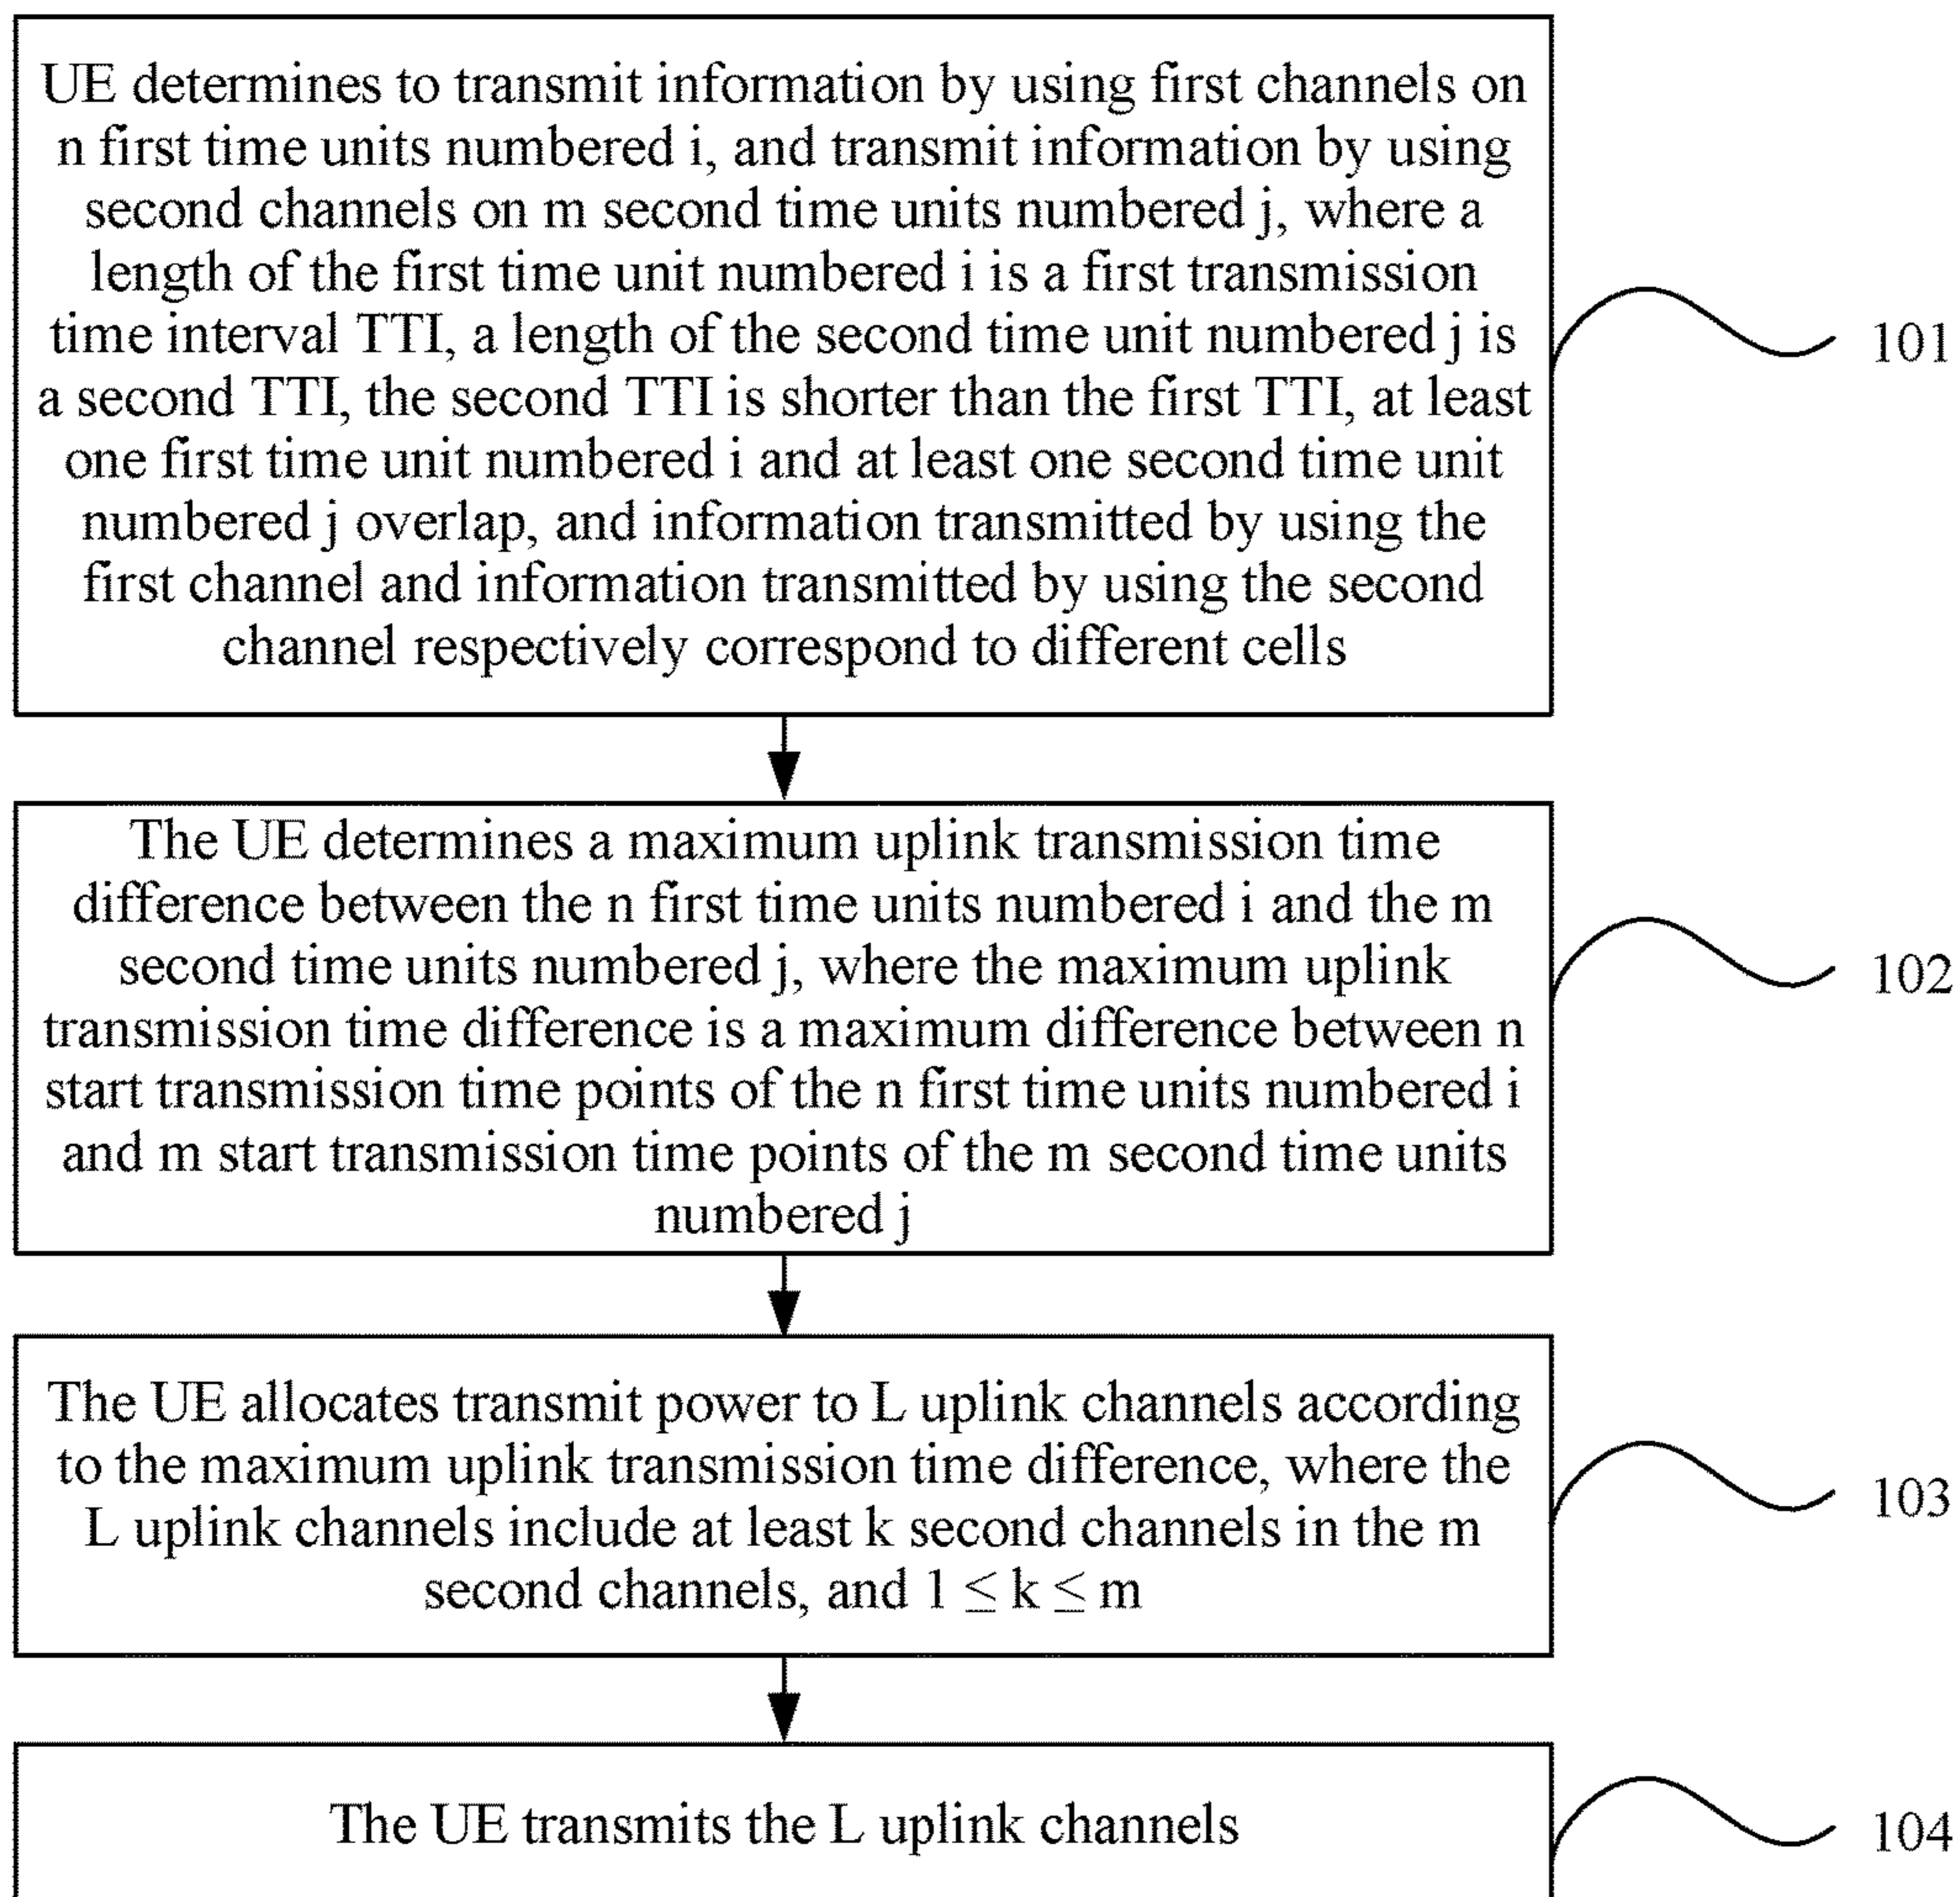 UE determines to transmit information by using first channels on
n first time units numbered i, and transmit information by using
second channels on m second time units numbered j, where a
length of the first time unit numbered i is a first transmission
time interval TTI, a length of the second time unit numbered j is
a second TTI, the second TTI is shorter than the first TTI, at least
one first time unit numbered i and at least one second time unit
numbered j overlap, and information transmitted by using the
first channel and information transmitted by using the second
channel respectively correspond to different cells
101
The UE determines a maximum uplink transmission time
difference between the n first time units numbered i and the m
second time units numbered j, where the maximum uplink
transmission time difference is a maximum difference between n
start transmission time points of the n first time units numbered i
and m start transmission time points of the m second time units
numbered j
102
The UE allocates transmit power to L uplink channels according
to the maximum uplink transmission time difference, where the
L uplink channels include at least k second channels in the m
second channels, and 1 ≤ k ≤ m
103
The UE transmits the L uplink channels
104